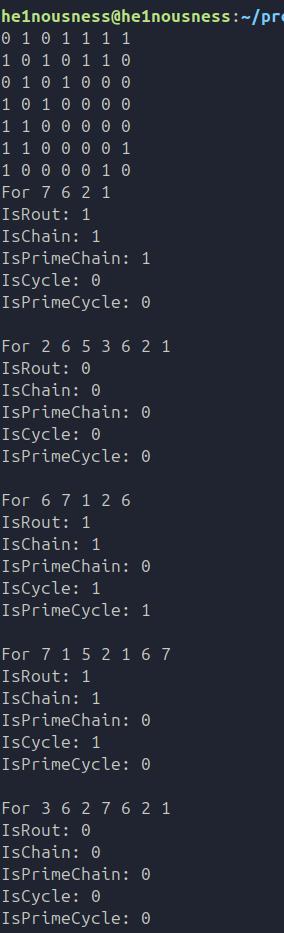 he1nousness@he1nousness:~/pro
0 1 0 1 1 1 1
1 0 1 0 1 1 0
0 1 0 1 0 0 0
1 0 1 0 0 0 0
1 1 0 0 0 0 0
1 1 0 0 0 0 1
1 0 0 0 0 1 0
For 7 6 2 1
IsRout: 1
IsChain: 1
IsPrimeChain: 1
IsCycle: 0
IsPrimeCycle: 0

For 2 6 5 3 6 2 1
IsRout: 0
IsChain: 0
IsPrimeChain: 0
IsCycle: 0
IsPrimeCycle: 0

For 6 7 1 2 6
IsRout: 1
IsChain: 1
IsPrimeChain: 0
IsCycle: 1
IsPrimeCycle: 1

For 7 1 5 2 1 6 7
IsRout: 1
IsChain: 1
IsPrimeChain: 0
IsCycle: 1
IsPrimeCycle: 0

For 3 6 2 7 6 2 1
IsRout: 0
IsChain: 0
IsPrimeChain: 0
IsCycle: 0
IsPrimeCycle: 0